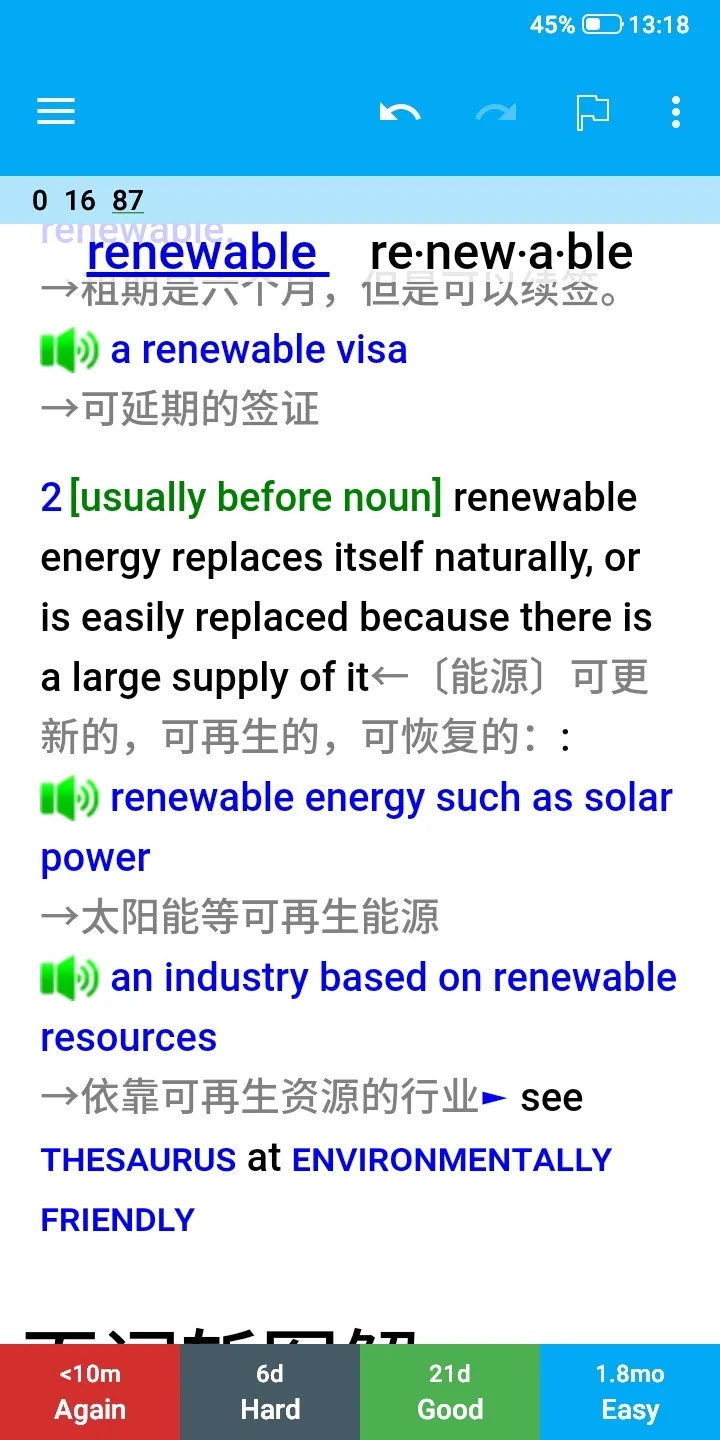 45% 13:18
0 16 87
renewable.
renewable re·new·a·ble
→租期是六个月，但是可以续签。
a renewable visa
→可延期的签证
2 [usually before noun] renewable
energy replaces itself naturally, or
is easily replaced because there is
a large supply of it←〔能源〕可更
新的，可再生的，可恢复的：:
renewable energy such as solar
power
→太阳能等可再生能源
an industry based on renewable
resources
→依靠可再生资源的行业► see
THESAURUS at ENVIRONMENTALLY
FRIENDLY
<10m 6d 21d 1.8mo
Again Hard Good Easy